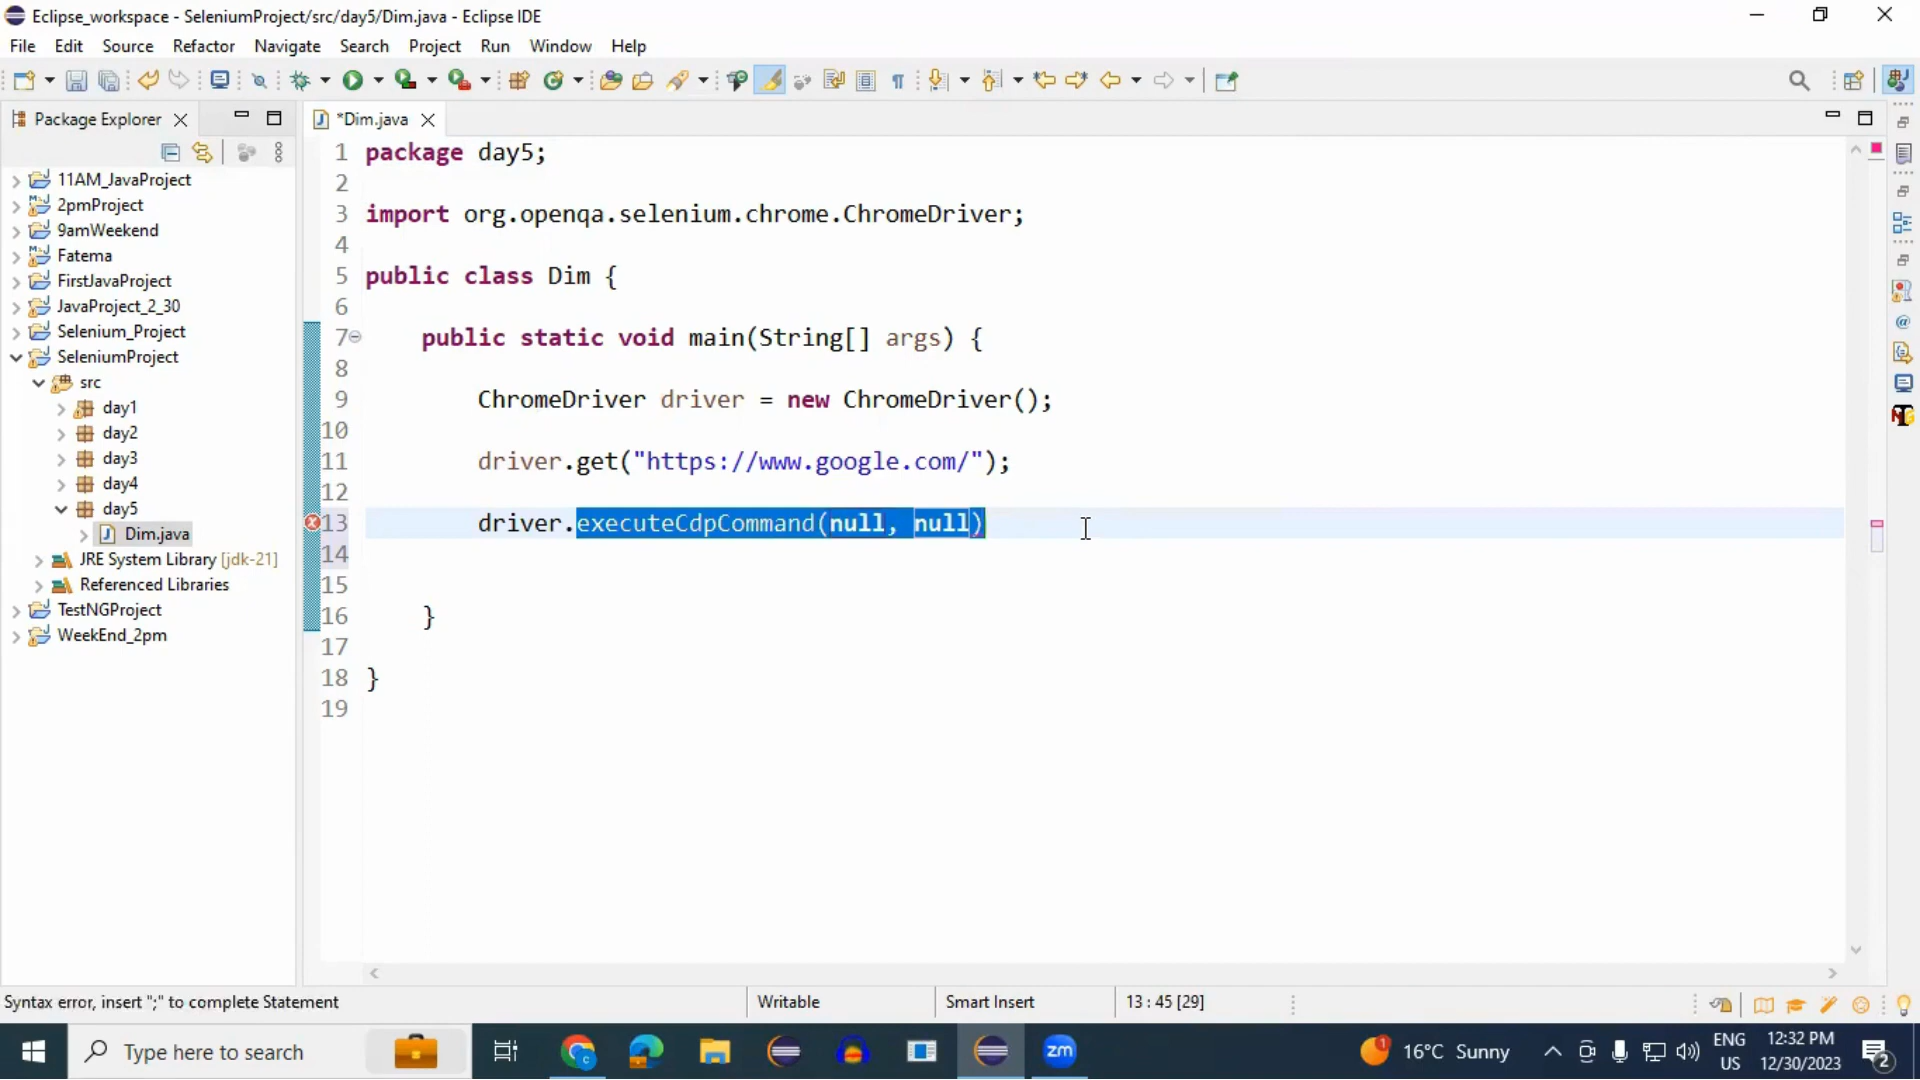 Eclipse_workspace - SeleniumProject/src/day5/Dim.java - Eclipse IDE
File Edit Source Refactor Navigate Search Project Run Window Help
Package Explorer
*Dim.java
11AM_JavaProject
2pmProject
9amWeekend
Fatema
FirstJavaProject
JavaProject_2_30
Selenium_Project
SeleniumProject
src
day1
day2
day3
day4
day5
Dim.java
JRE System Library [jdk-21]
Referenced Libraries
TestNGProject
WeekEnd_2pm
1 package day5;
2
3 import org.openqa.selenium.chrome.ChromeDriver;
4
5 public class Dim {
6
7 public static void main(String[] args) {
8
9 ChromeDriver driver = new ChromeDriver();
10
11 driver.get("https://www.google.com/");
12
13 driver.executeCdpCommand(null, null)
14
15
16 }
17
18 }
19
Syntax error, insert ";" to complete Statement
Writable
Smart Insert
13 : 45 [29]
Type here to search
zm
1
16°C Sunny
ENG
US
12:32 PM
12/30/2023
2